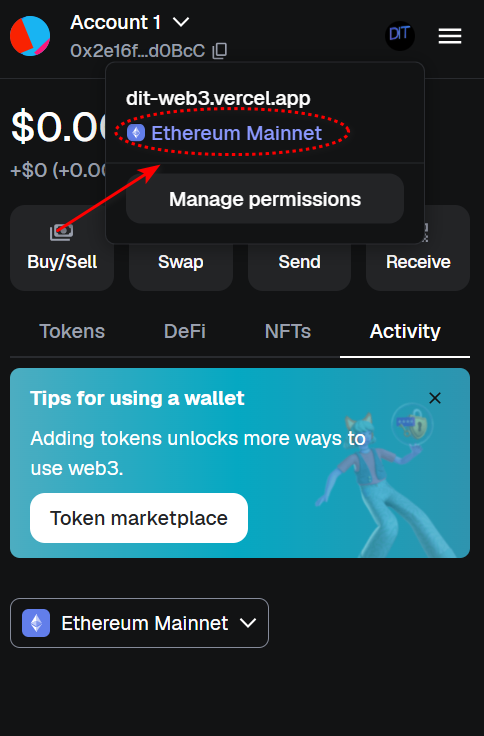 Account 1
0x2e16f...d0BcC
DIT
dit-web3.vercel.app
Ethereum Mainnet
$0.0
+$0 (+0.0
Manage permissions
Buy/Sell
Swap
Send
Receive
Tokens
DeFi
NFTs
Activity
Tips for using a wallet
Adding tokens unlocks more ways to
use web3.
Token marketplace
Ethereum Mainnet